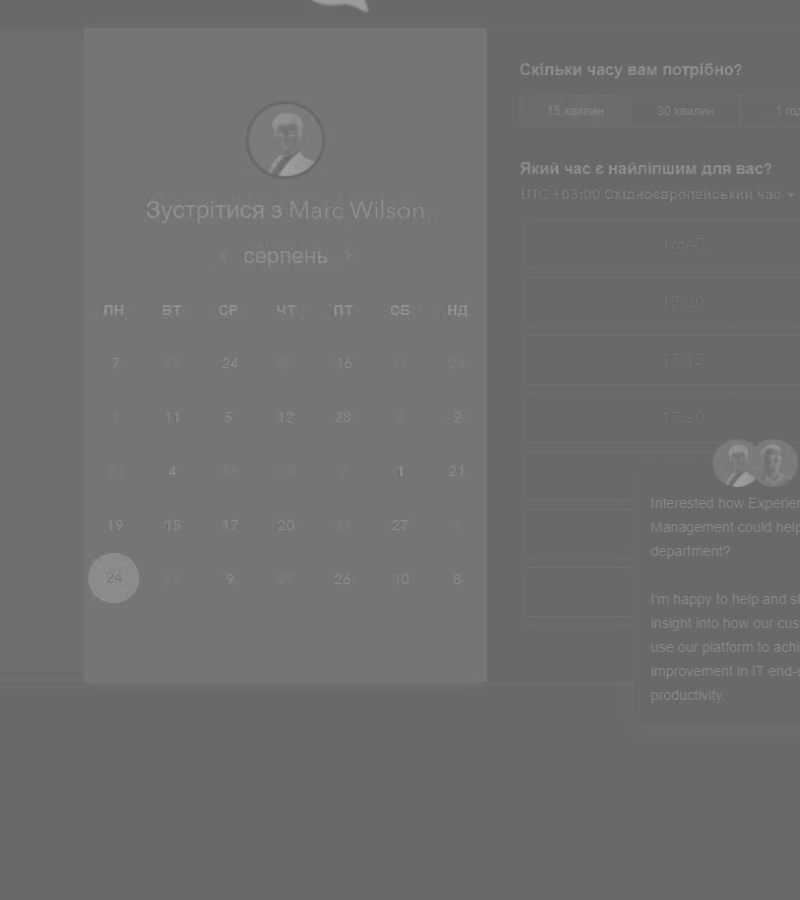 Зустрітися з Marc Wilson
‹ серпень ›
ПН ВТ СР ЧТ ПТ СБ НД
7 19 24 28 16 11 29
1 11 5 12 28 4 2
24 4 16 30 7 1 21
19 15 17 20 24 27 1
24 14 9 25 26 10 8
Скільки часу вам потрібно?
15 хвилин 30 хвилин 1 год
Який час є найліпшим для вас?
UTC +03:00 Східноєвропейський час
16:45
17:00
17:15
17:30
Interested how Experien
Management could help
department?
I'm happy to help and sh
insight into how our cus
use our platform to achi
improvement in IT end-u
productivity.